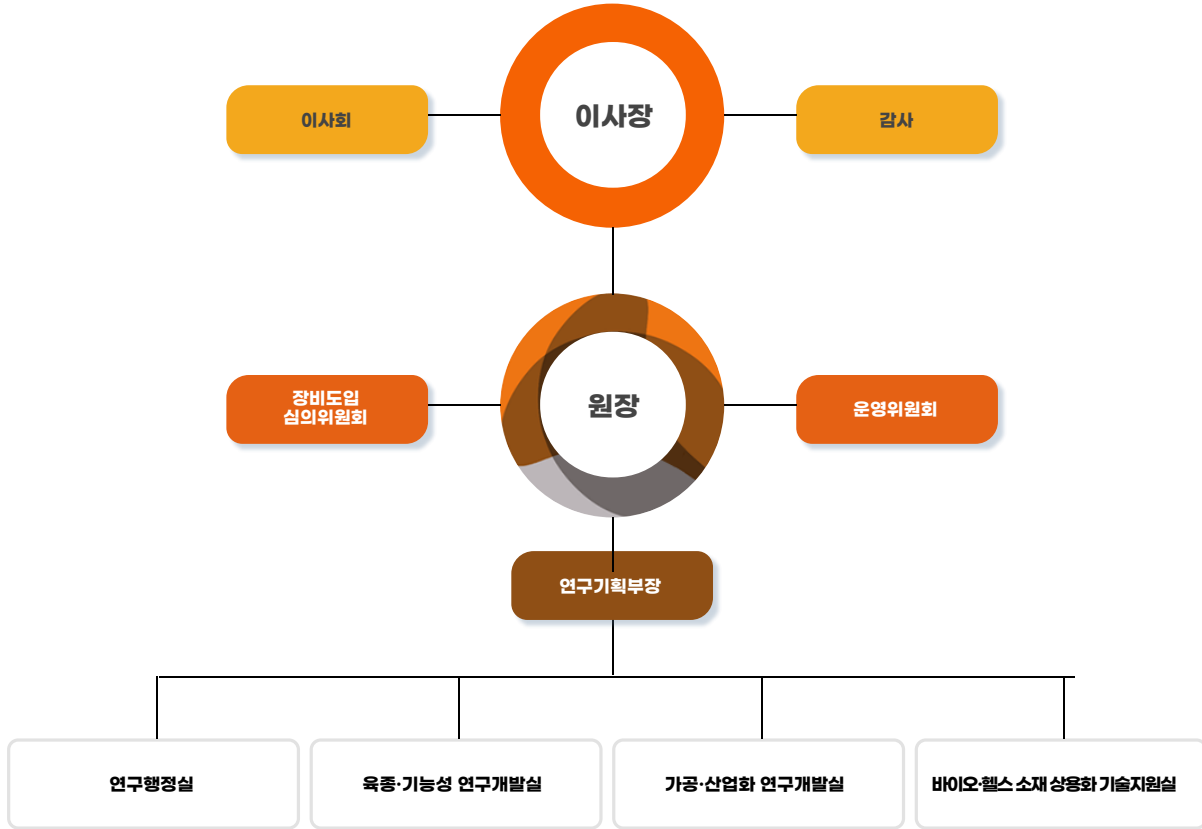 이사회
이사장
감사
장비도입
심의위원회
원장
운영위원회
연구기획부장
연구행정실
육종·기능성 연구개발실
가공·산업화 연구개발실
바이오·헬스 소재 상용화 기술지원실